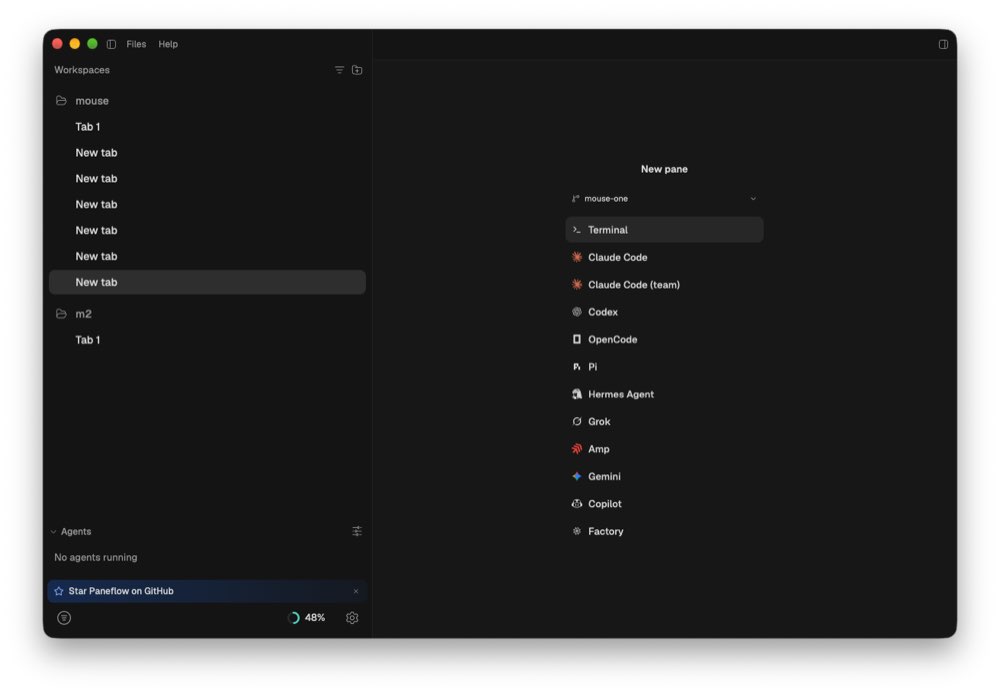 Files Help
Workspaces
mouse
Tab 1
New tab
New tab
New tab
New tab
New tab
New tab
m2
Tab 1
Agents
No agents running
Star Paneflow on GitHub
48%
New pane
mouse-one
Terminal
Claude Code
Claude Code (team)
Codex
OpenCode
Pi
Hermes Agent
Grok
Amp
Gemini
Copilot
Factory